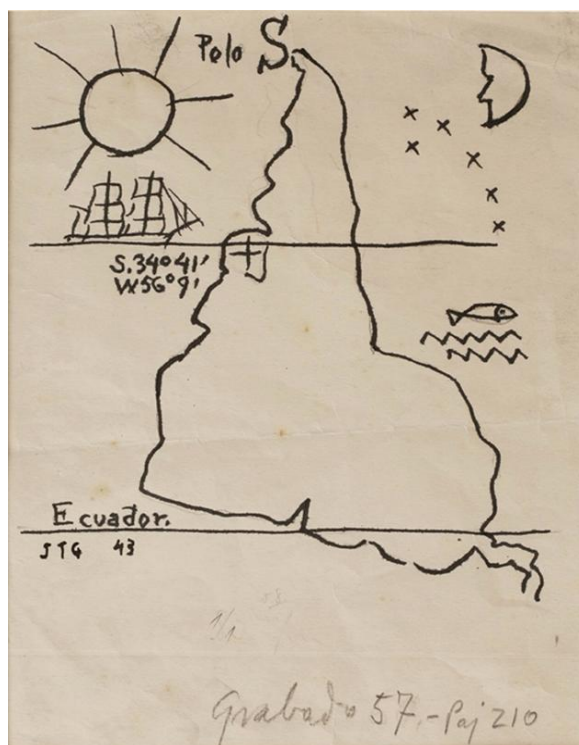 Polo S.
S. 34° 41'
W 56° 9'
Ecuador.
JTG 43
Grabado 57 - Paj 210